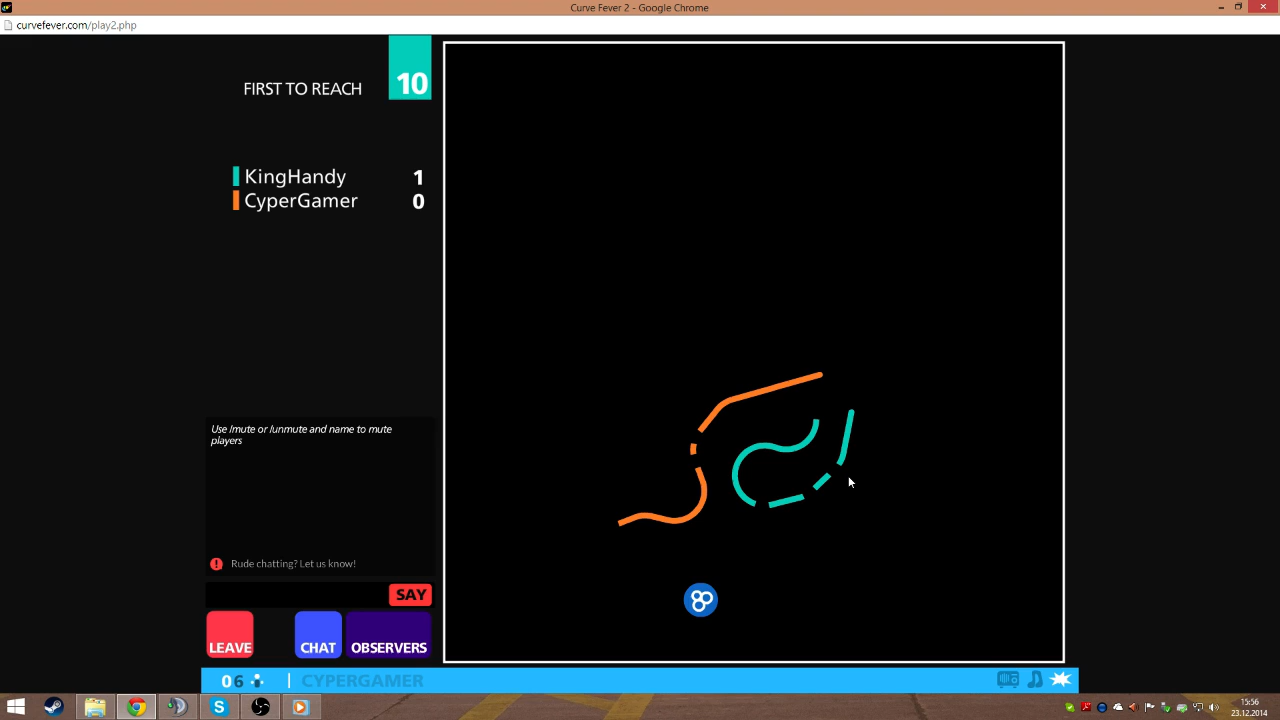 Curve Fever 2 - Google Chrome
curvefever.com/play2.php
FIRST TO REACH 10
KingHandy 1
CyperGamer 0
Use /mute or /unmute and name to mute
players
Rude chatting? Let us know!
SAY
LEAVE
CHAT
OBSERVERS
06
CYPERGAMER
15:56
23.12.2014